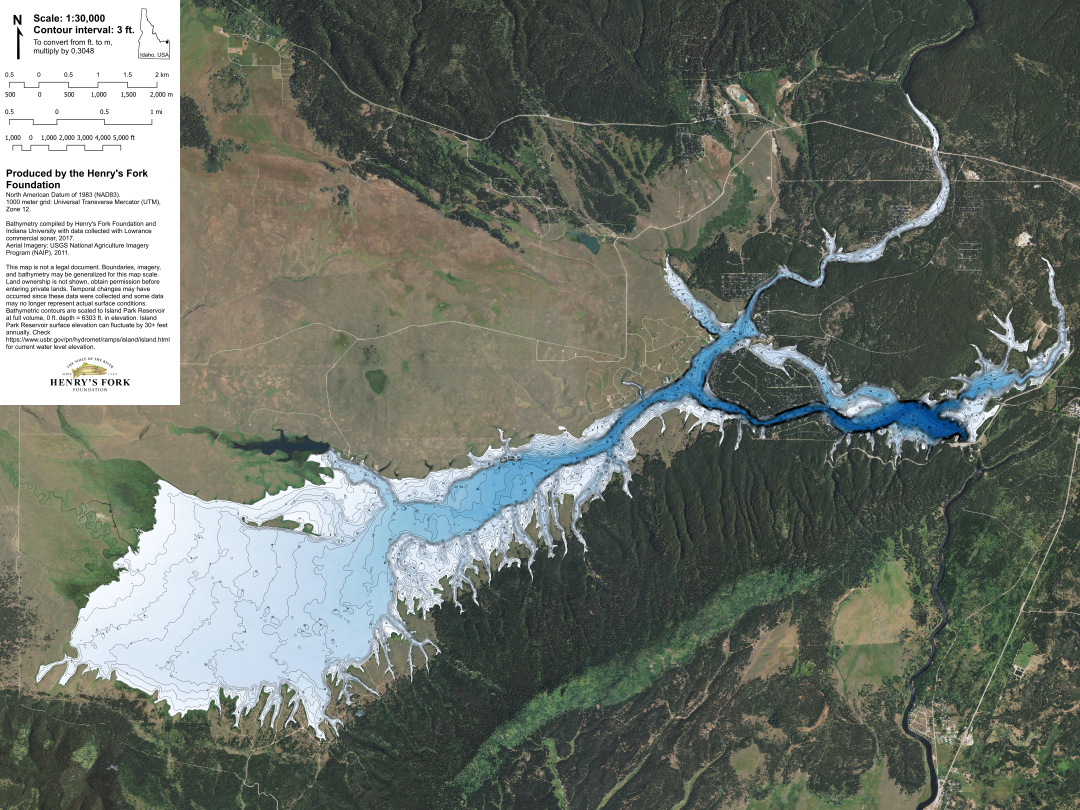 N
Scale: 1:30,000
Contour interval: 3 ft.
To convert from ft. to m,
multiply by 0.3048
Idaho, USA
0.5 0 0.5 1 1.5 2 km
500 0 500 1,000 1,500 2,000 m
0.5 0 0.5 1 mi
1,000 0 1,000 2,000 3,000 4,000 5,000 ft
Produced by the Henry's Fork
Foundation
North American Datum of 1983 (NAD83).
1000 meter grid: Universal Transverse Mercator (UTM),
Zone 12.
Bathymetry compiled by Henry's Fork Foundation and
Indiana University with data collected with Lowrance
commercial sonar, 2017.
Aerial Imagery: USGS National Agriculture Imagery
Program (NAIP), 2011.
This map is not a legal document. Boundaries, imagery,
and bathymetry may be generalized for this map scale.
Land ownership is not shown, obtain permission before
entering private lands. Temporal changes may have
occurred since these data were collected and some data
may no longer represent actual surface conditions.
Bathymetric contours are scaled to Island Park Reservoir
at full volume, 0 ft. depth = 6303 ft. in elevation. Island
Park Reservoir surface elevation can fluctuate by 30+ feet
annually. Check
https://www.usbr.gov/pn/hydromet/ramps/island/island.html
for current water level elevation.
THE VOICE OF THE RIVER
HENRY'S FORK
FOUNDATION